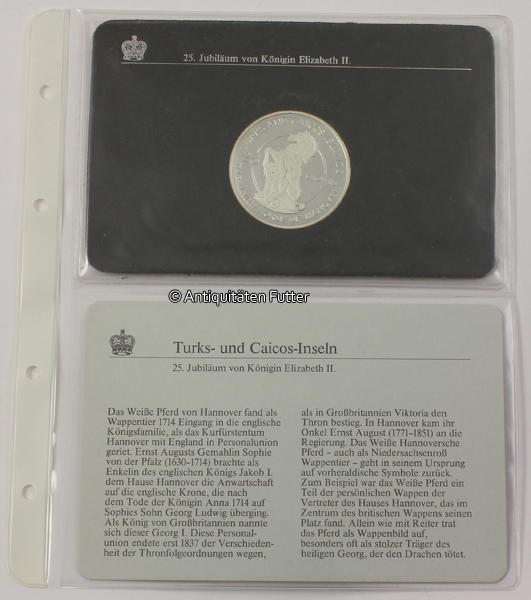 25. Jubiläum von Königin Elizabeth II.
TURKS AND CAICOS ISLANDS
WHITE HORSE OF HANOVER
© Antiquitäten Futter
Turks- und Caicos-Inseln
25. Jubiläum von Königin Elizabeth II.
Das Weiße Pferd von Hannover fand als
Wappentier 1714 Eingang in die englische
Königsfamilie, als das Kurfürstentum
Hannover mit England in Personalunion
geriet. Ernst Augusts Gemahlin Sophie
von der Pfalz (1630-1714) brachte als
Enkelin des englischen Königs Jakob I.
dem Hause Hannover die Anwartschaft
auf die englische Krone, die nach
dem Tode der Königin Anna 1714 auf
Sophies Sohn Georg Ludwig überging.
Als König von Großbritannien nannte
sich dieser Georg I. Diese Personal-
union endete erst 1837 der Verschieden-
heit der Thronfolgeordnungen wegen,
als in Großbritannien Viktoria den
Thron bestieg. In Hannover kam ihr
Onkel Ernst August (1771-1851) an die
Regierung. Das Weiße Hannoversche
Pferd – auch als Niedersachsenroß
Wappentier – geht in seinem Ursprung
auf vorheraldische Symbole zurück.
Zum Beispiel war das Weiße Pferd ein
Teil der persönlichen Wappen der
Vertreter des Hauses Hannover, das im
Zentrum des britischen Wappens seinen
Platz fand. Allein wie mit Reiter trat
das Pferd als Wappenbild auf,
besonders oft als stolzer Träger des
heiligen Georg, der den Drachen tötet.